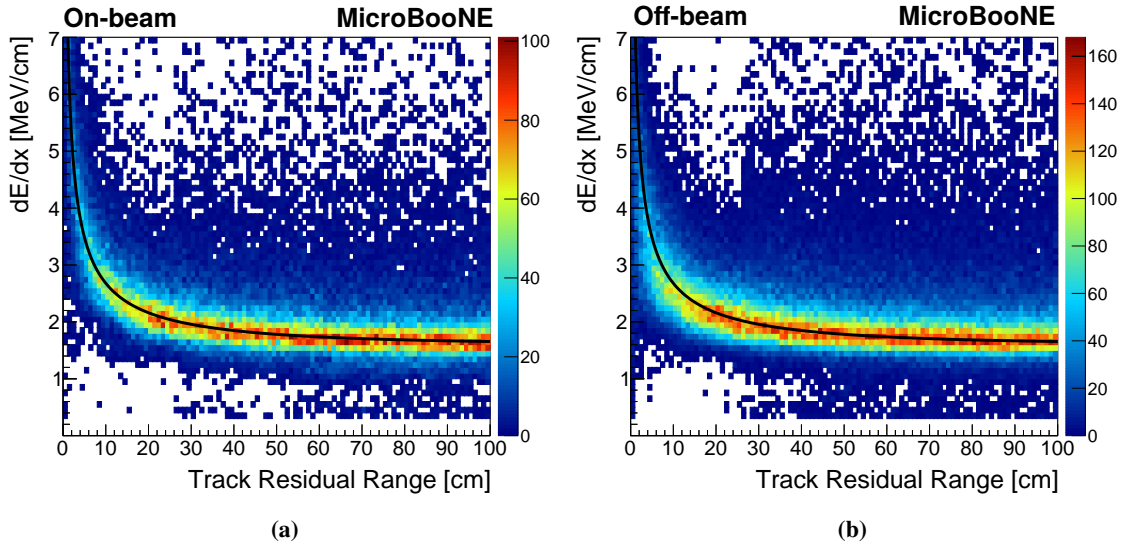 On-beam MicroBooNE
dE/dx [MeV/cm]
7
6
5
4
3
2
1
0 10 20 30 40 50 60 70 80 90 100
Track Residual Range [cm]
100
80
60
40
20
0
(a)
Off-beam MicroBooNE
dE/dx [MeV/cm]
7
6
5
4
3
2
1
0 10 20 30 40 50 60 70 80 90 100
Track Residual Range [cm]
160
140
120
100
80
60
40
20
0
(b)